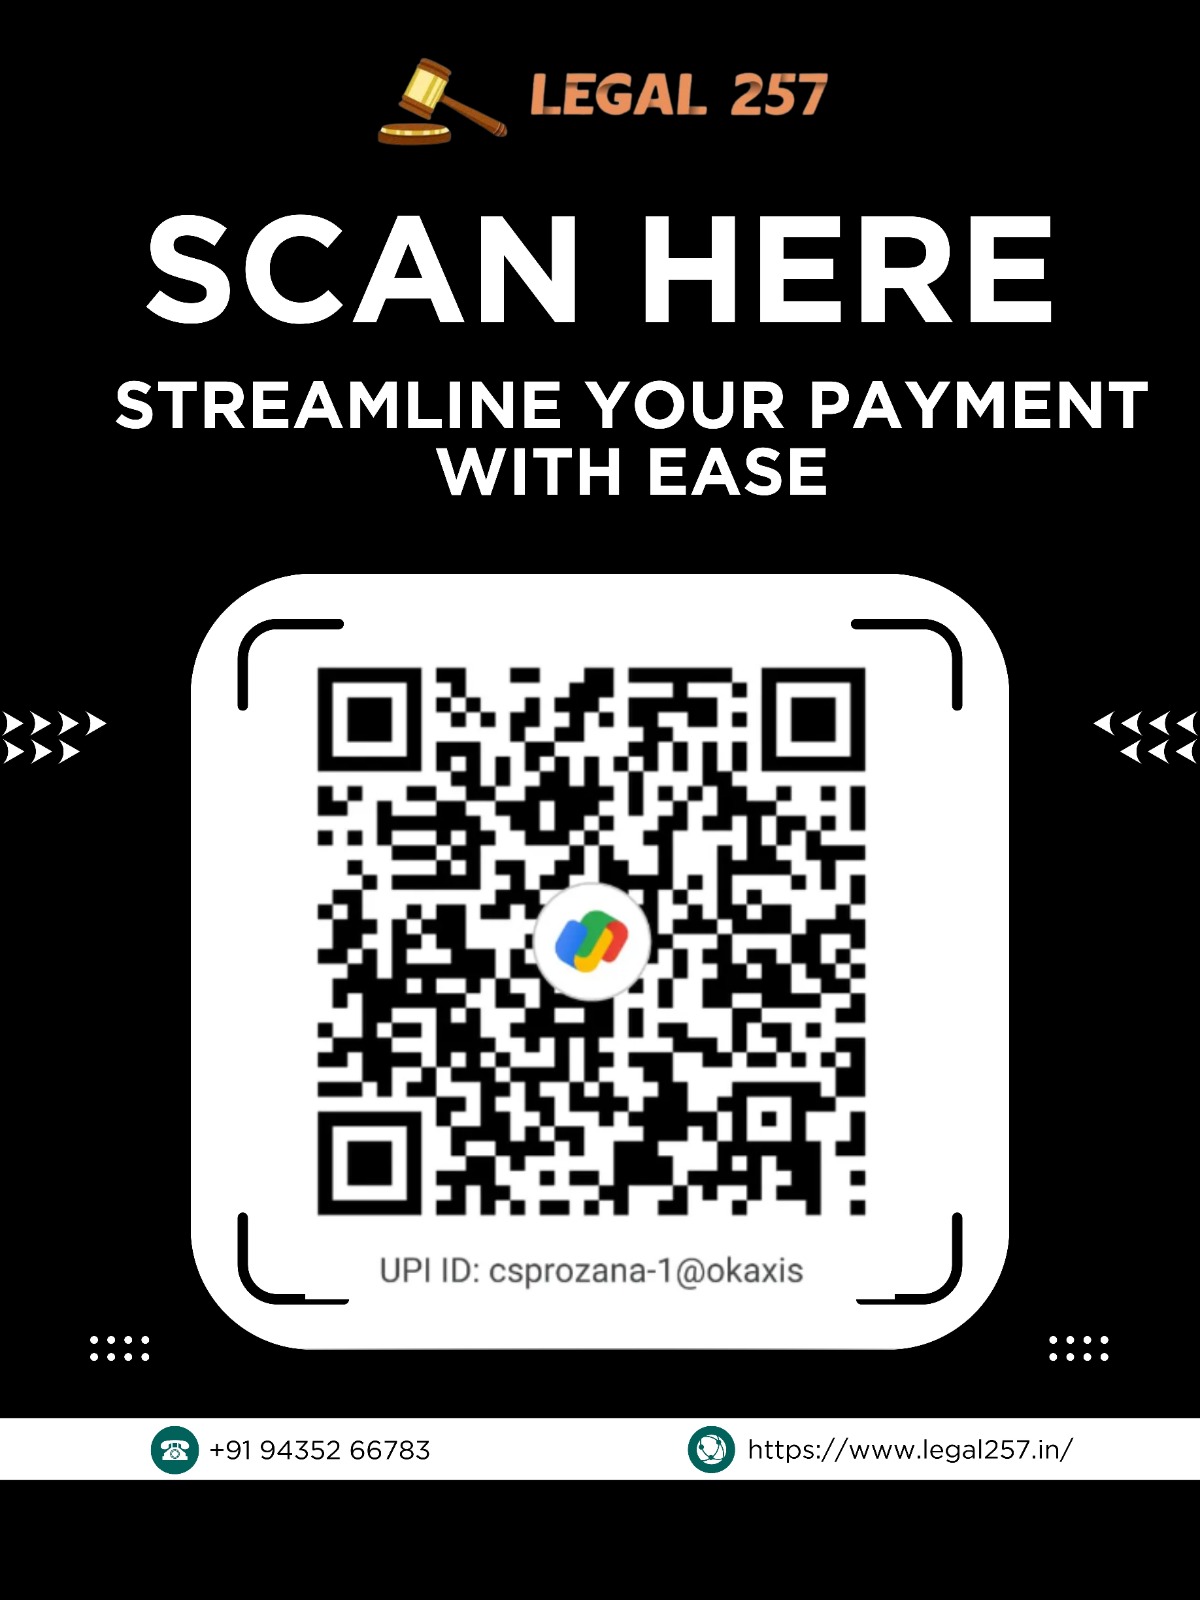 LEGAL 257
SCAN HERE
STREAMLINE YOUR PAYMENT
WITH EASE
UPI ID: csprozana-1@okaxis
+91 94352 66783
https://www.legal257.in/